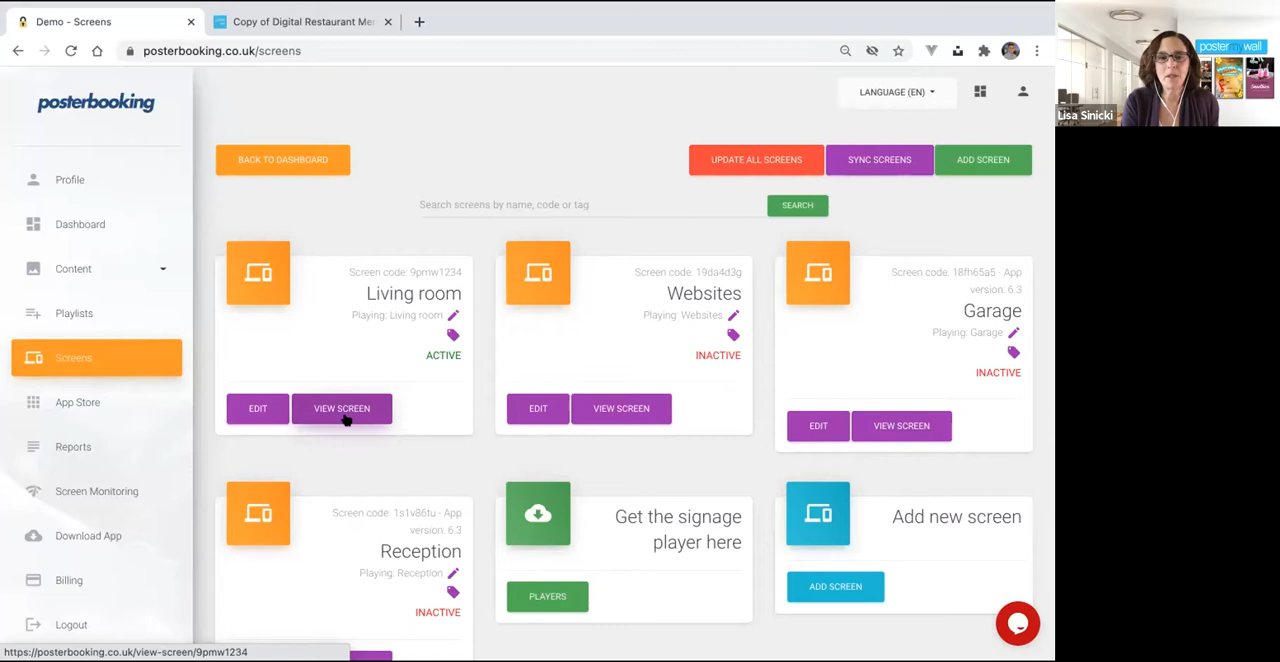 Demo - Screens
Copy of Digital Restaurant Mer
posterbooking.co.uk/screens
postermywall
Lisa Sinicki
posterbooking
LANGUAGE (EN)
Profile
Dashboard
Content
Playlists
Screens
App Store
Reports
Screen Monitoring
Download App
Billing
Logout
BACK TO DASHBOARD
UPDATE ALL SCREENS
SYNC SCREENS
ADD SCREEN
Search screens by name, code or tag
SEARCH
Screen code: 9pmw1234
Living room
Playing: Living room
ACTIVE
EDIT
VIEW SCREEN
Screen code: 19da4d3g
Websites
Playing: Websites
INACTIVE
EDIT
VIEW SCREEN
Screen code: 18fh65a5 - App
version: 6.3
Garage
Playing: Garage
INACTIVE
EDIT
VIEW SCREEN
Screen code: 1s1v86tu - App
version: 6.3
Reception
Playing: Reception
INACTIVE
Get the signage
player here
PLAYERS
Add new screen
ADD SCREEN
https://posterbooking.co.uk/view-screen/9pmw1234